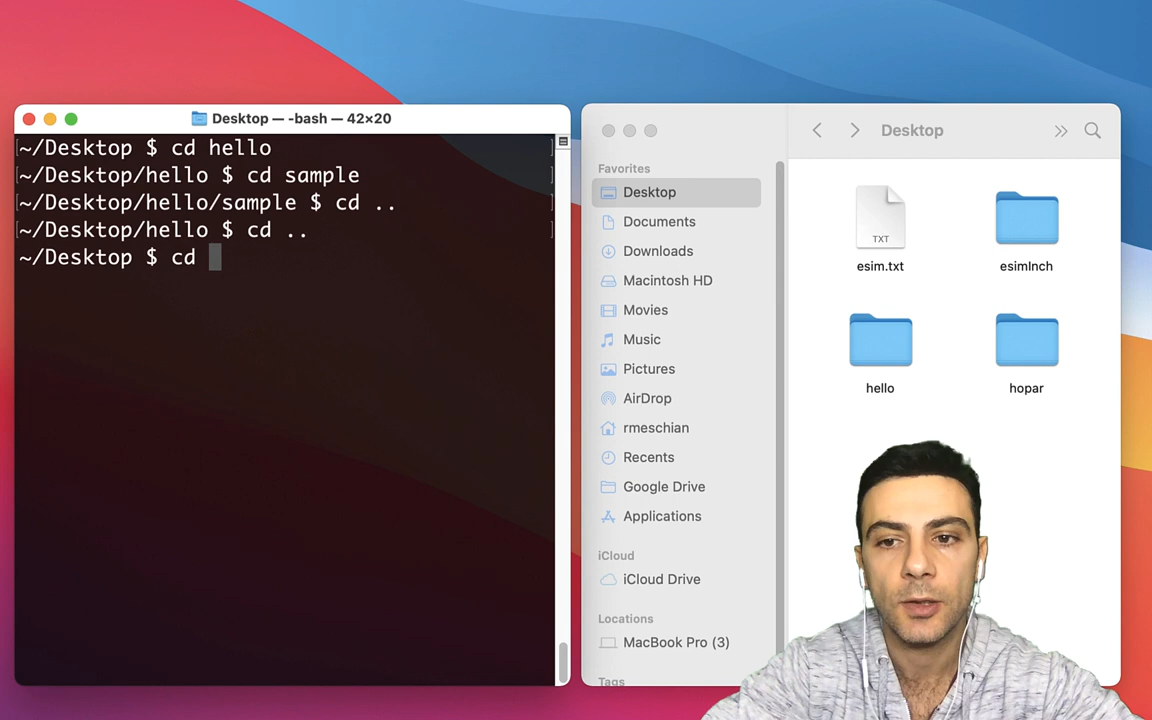 Desktop — -bash — 42×20
~/Desktop $ cd hello
~/Desktop/hello $ cd sample
~/Desktop/hello/sample $ cd ..
~/Desktop/hello $ cd ..
~/Desktop $ cd
Desktop
Favorites
Desktop
Documents
Downloads
Macintosh HD
Movies
Music
Pictures
AirDrop
rmeschian
Recents
Google Drive
Applications
iCloud
iCloud Drive
Locations
MacBook Pro (3)
Tags
TXT
esim.txt
esimInch
hello
hopar